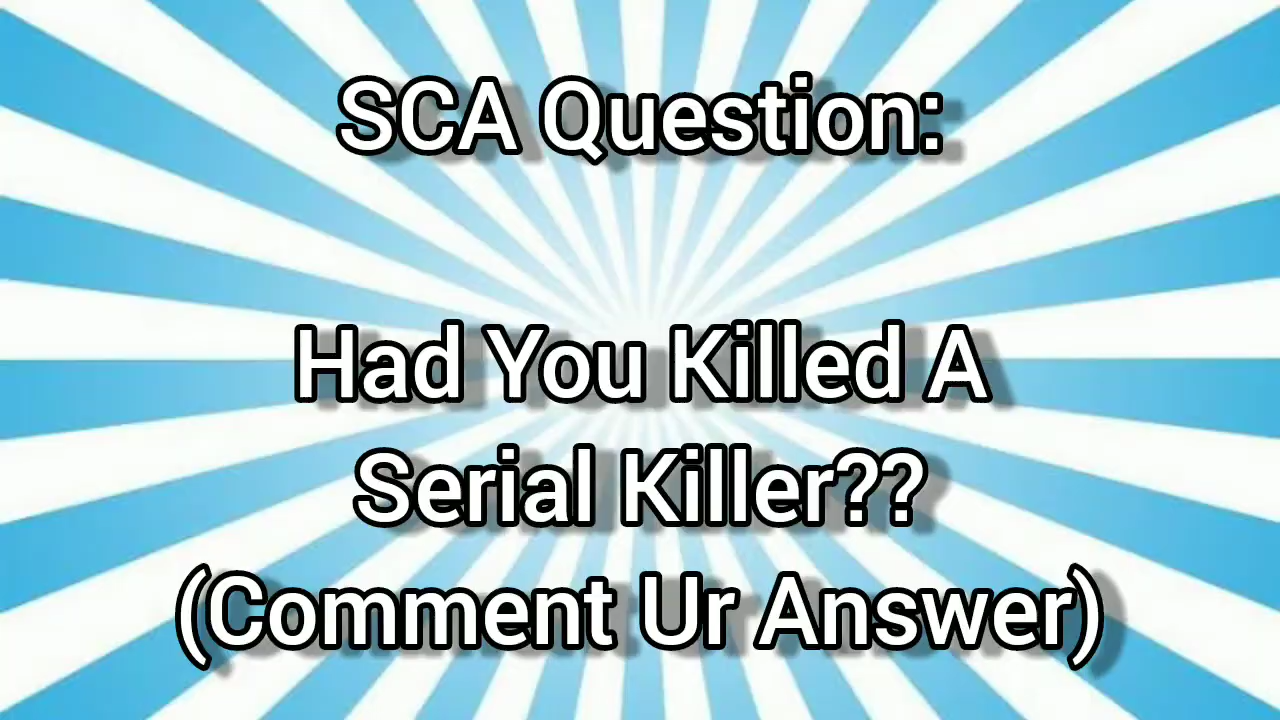 SCA Question:
Had You Killed A
Serial Killer??
(Comment Ur Answer)